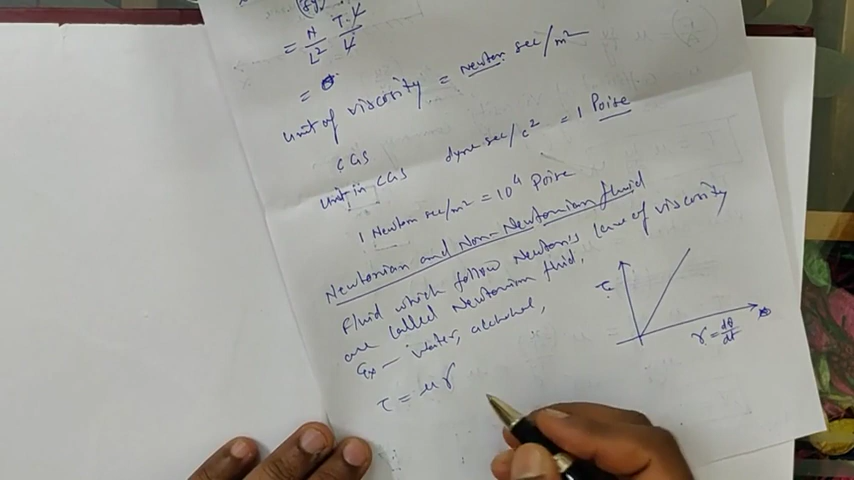 = N/L² T·L/L
=
Unit of viscosity = Newton sec/m²
CGS
unit in CGS dyne sec/c² = 1 Poise
1 Newton sec/m² = 10⁴ Poise
Newtonian and Non-Newtonian fluid
Fluid which follow Newton's law of viscosity
are called Newtonian fluid,
Ex – water, alcohol,
τ
γ = dθ/dt
τ = μγ